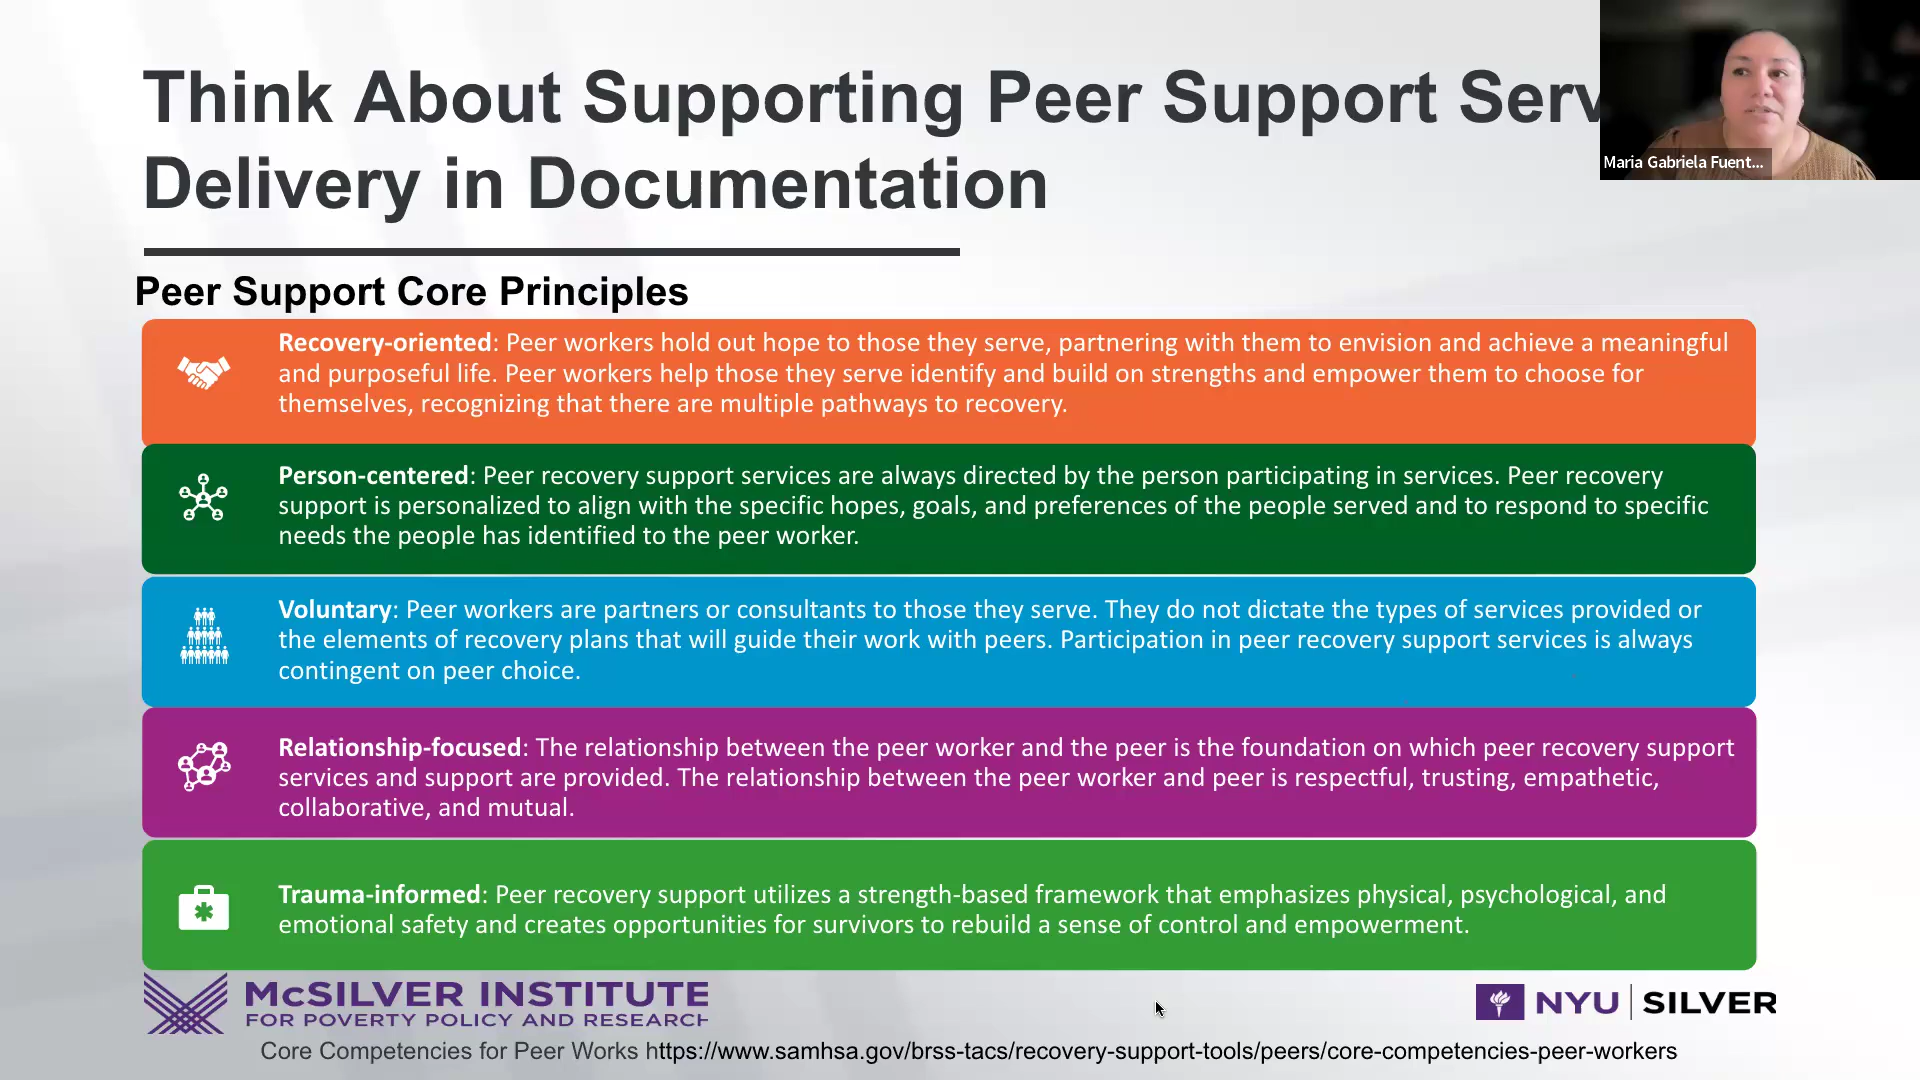 Think About Supporting Peer Support Serv
Delivery in Documentation
Maria Gabriela Fuent...
Peer Support Core Principles
Recovery-oriented: Peer workers hold out hope to those they serve, partnering with them to envision and achieve a meaningful
and purposeful life. Peer workers help those they serve identify and build on strengths and empower them to choose for
themselves, recognizing that there are multiple pathways to recovery.
Person-centered: Peer recovery support services are always directed by the person participating in services. Peer recovery
support is personalized to align with the specific hopes, goals, and preferences of the people served and to respond to specific
needs the people has identified to the peer worker.
Voluntary: Peer workers are partners or consultants to those they serve. They do not dictate the types of services provided or
the elements of recovery plans that will guide their work with peers. Participation in peer recovery support services is always
contingent on peer choice.
Relationship-focused: The relationship between the peer worker and the peer is the foundation on which peer recovery support
services and support are provided. The relationship between the peer worker and peer is respectful, trusting, empathetic,
collaborative, and mutual.
Trauma-informed: Peer recovery support utilizes a strength-based framework that emphasizes physical, psychological, and
emotional safety and creates opportunities for survivors to rebuild a sense of control and empowerment.
McSILVER INSTITUTE
FOR POVERTY POLICY AND RESEARCH
NYU SILVER
Core Competencies for Peer Works https://www.samhsa.gov/brss-tacs/recovery-support-tools/peers/core-competencies-peer-workers